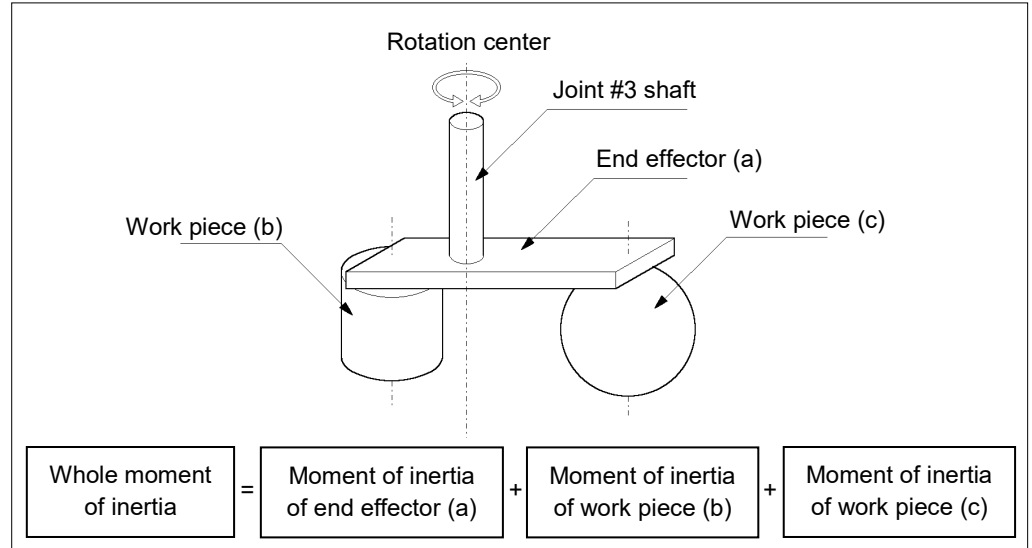 Rotation center
Joint #3 shaft
End effector (a)
Work piece (b)
Work piece (c)
Whole moment
of inertia
=
Moment of inertia
of end effector (a)
+
Moment of inertia
of work piece (b)
+
Moment of inertia
of work piece (c)